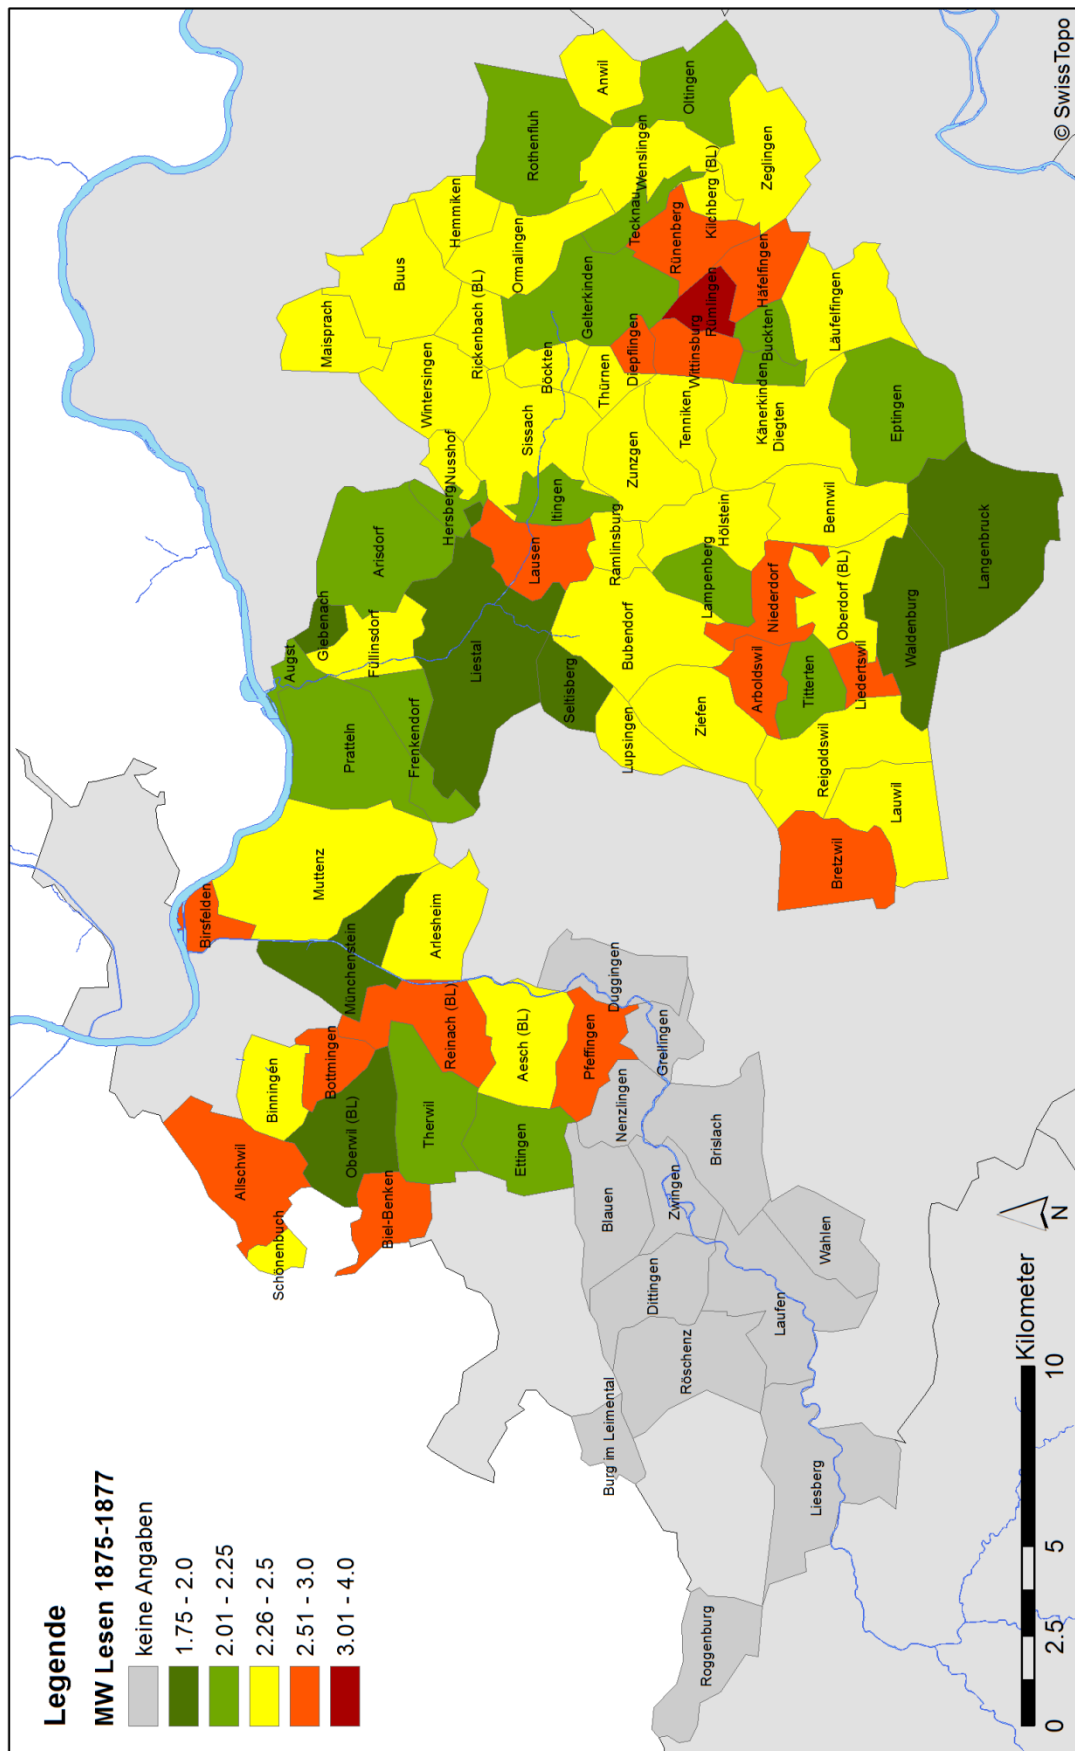 Legende
MW Lesen 1875-1877
keine Angaben
1.75 - 2.0
2.01 - 2.25
2.26 - 2.5
2.51 - 3.0
3.01 - 4.0
Allschwil
Schönenbuch
Binningen
Bottmingen
Oberwil (BL)
Biel-Benken
Therwil
Ettingen
Reinach (BL)
Aesch (BL)
Pfeffingen
Münchenstein
Arlesheim
Birsfelden
Muttenz
Pratteln
Augst
Giebenach
Füllinsdorf
Frenkendorf
Arisdorf
Hersberg
Nusshof
Liestal
Seltisberg
Lausen
Itingen
Sissach
Wintersingen
Maisprach
Buus
Hemmiken
Rickenbach (BL)
Ormalingen
Rothenfluh
Anwil
Oltingen
Wenslingen
Tecknau
Gelterkinden
Böckten
Thürnen
Diepflingen
Zunzgen
Tenniken
Wittinsburg
Rümlingen
Rünenberg
Kilchberg (BL)
Zeglingen
Häfelfingen
Buckten
Läufelfingen
Känerkinden
Diegten
Eptingen
Ramlinsburg
Hölstein
Bennwil
Lampenberg
Bubendorf
Lupsingen
Ziefen
Niederdorf
Arboldswil
Titterten
Oberdorf (BL)
Liedertswil
Waldenburg
Langenbruck
Reigoldswil
Lauwil
Bretzwil
Duggingen
Grellingen
Nenzlingen
Blauen
Zwingen
Brislach
Dittingen
Röschenz
Laufen
Wahlen
Burg im Leimental
Liesberg
Roggenburg
0
2.5
5
10
Kilometer
N
© SwissTopo